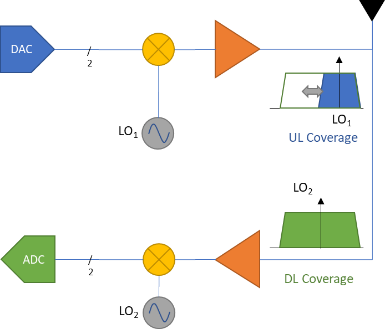 DAC
2
LO1
LO1
UL Coverage
LO2
ADC
2
DL Coverage
LO2